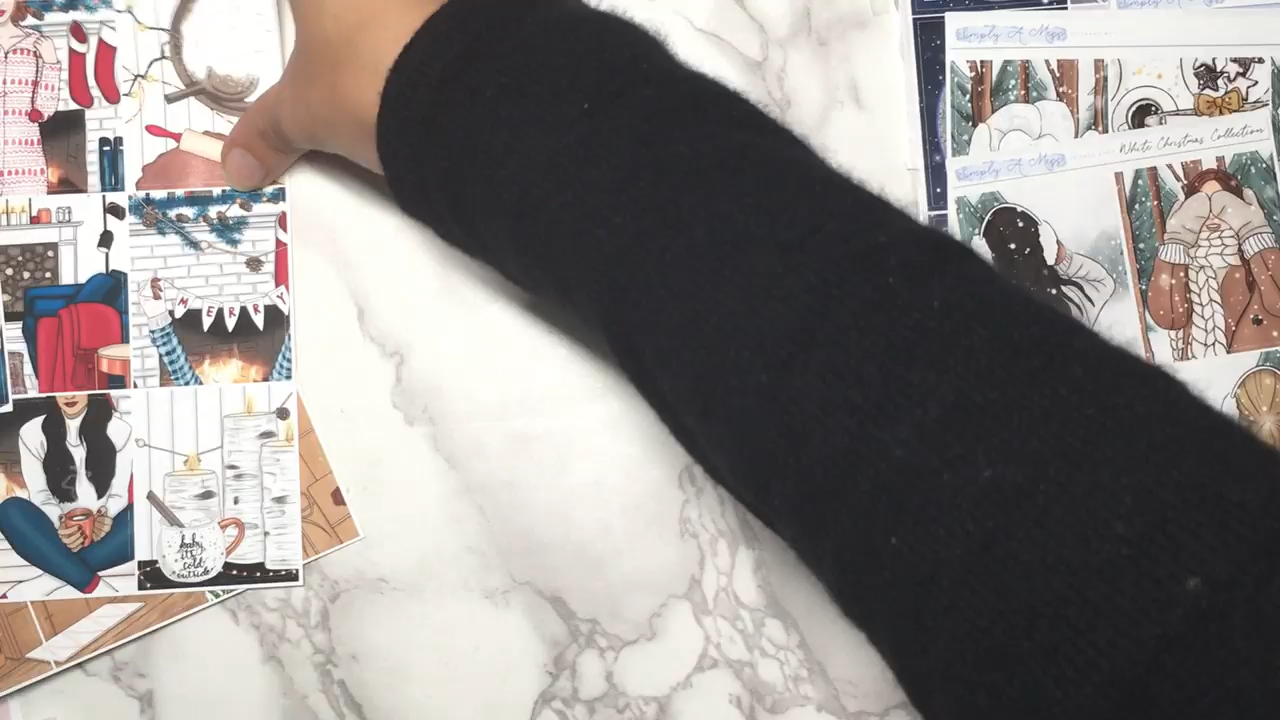 Simply A Mess
Simply A Mess
White Christmas Collection
MERRY
baby
it's
cold
outside